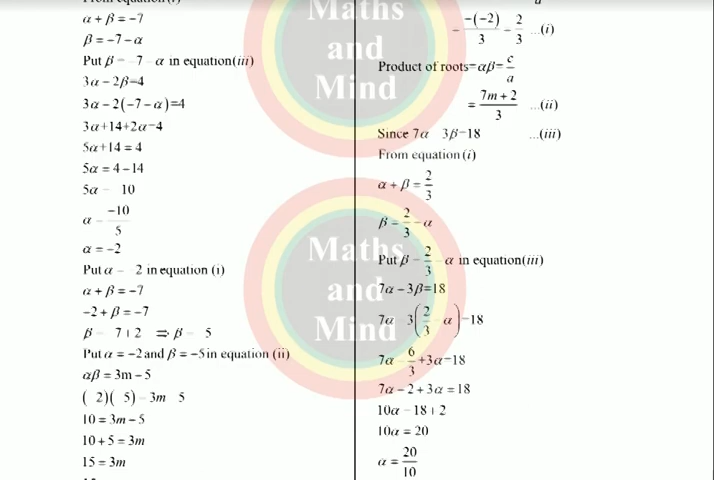 α + β = −7
β = −7 − α
Put β = −7 − α in equation(iii)
3α − 2β = 4
3α − 2(−7 − α) = 4
3α + 14 + 2α = 4
5α + 14 = 4
5α = 4 − 14
5α   10
α = −10/5
α = −2
Put α =   2 in equation (i)
α + β = −7
−2 + β = −7
β   7 + 2 ⇒ β   5
Put α = −2 and β = −5 in equation (ii)
αβ = 3m − 5
(  2)(  5) = 3m   5
10 = 3m − 5
10 + 5 = 3m
15 = 3m
= −(−2)/3 = 2/3 ...(i)
Product of roots = αβ = c/a
= 7m + 2/3 ...(ii)
Since 7α   3β = 18 ...(iii)
From equation (i)
α + β = 2/3
β = 2/3 − α
Put β = 2/3   α in equation(iii)
7α − 3β = 18
7α   3(2/3   α) = 18
7α   6/3 + 3α = 18
7α − 2 + 3α = 18
10α = 18 + 2
10α = 20
α = 20/10
Maths
and
Mind
Maths
and
Mind